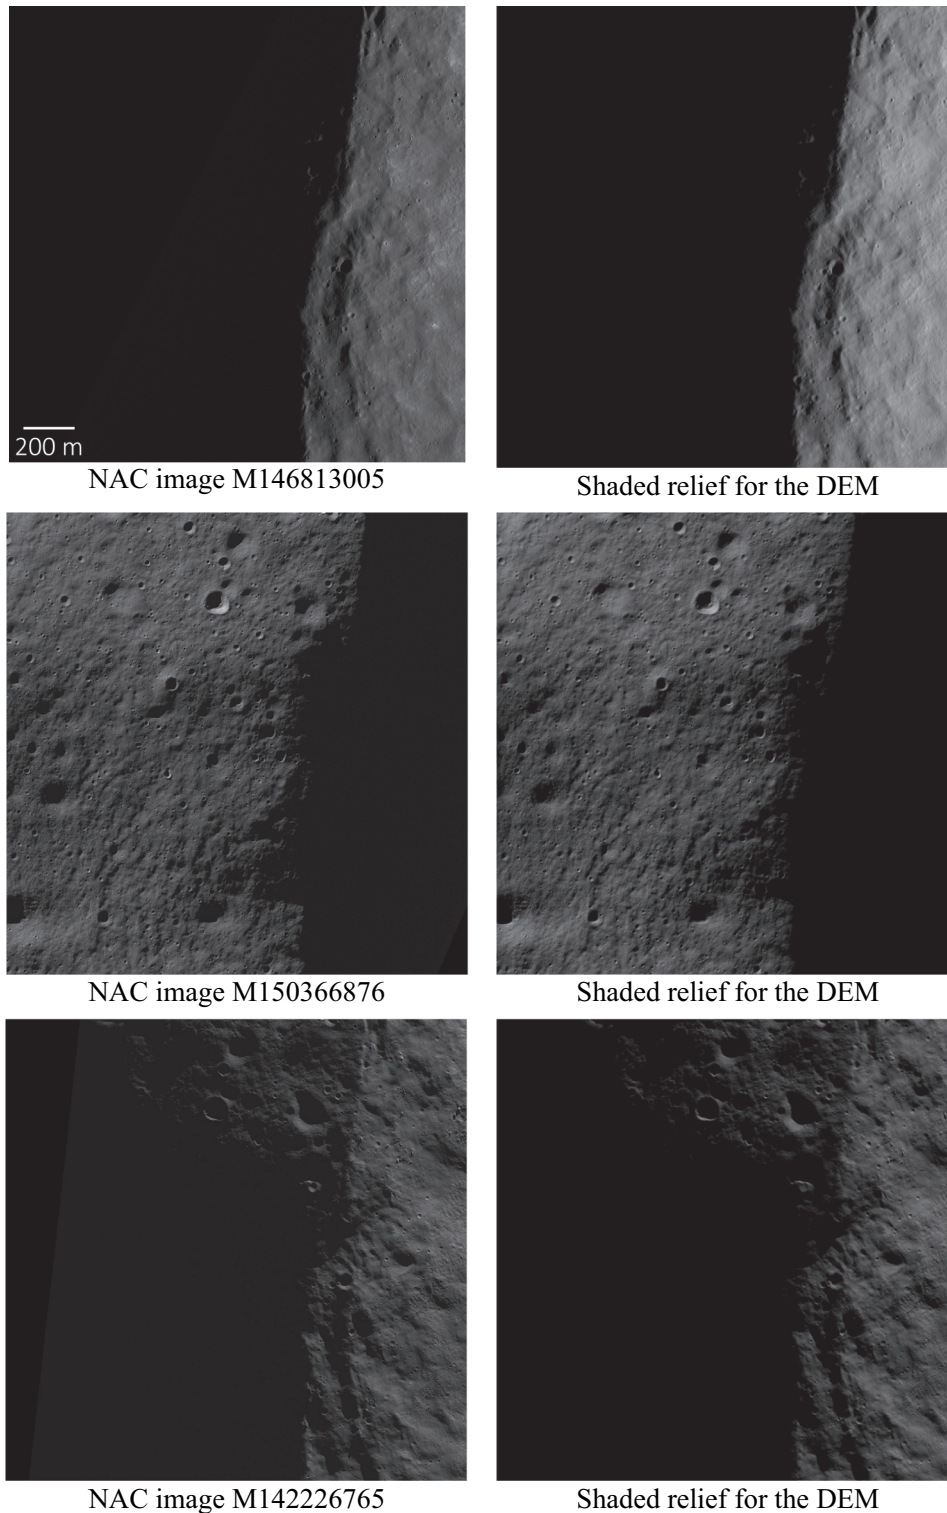 200 m
NAC image M146813005
Shaded relief for the DEM
NAC image M150366876
Shaded relief for the DEM
NAC image M142226765
Shaded relief for the DEM